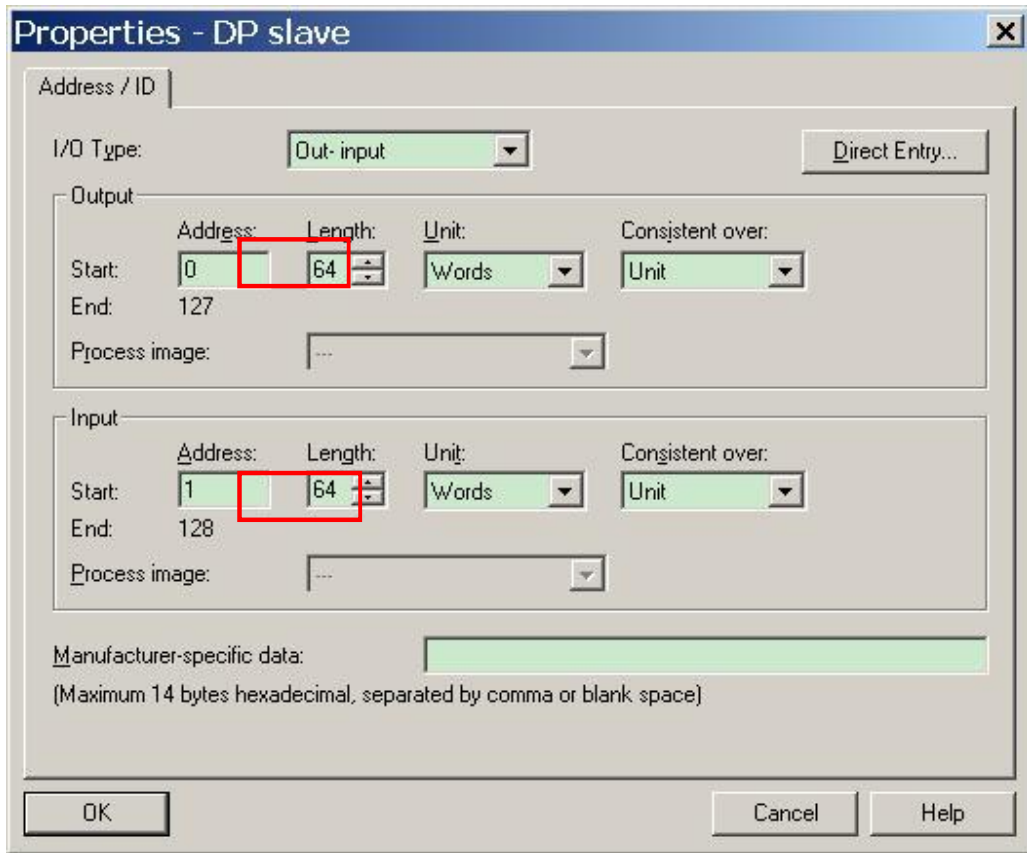 Properties - DP slave
Address / ID
I/O Type: Out- input Direct Entry...
Output
Address: Length: Unit: Consistent over:
Start: 0 64 Words Unit
End: 127
Process image: ---
Input
Address: Length: Unit: Consistent over:
Start: 1 64 Words Unit
End: 128
Process image: ---
Manufacturer-specific data:
(Maximum 14 bytes hexadecimal, separated by comma or blank space)
OK Cancel Help